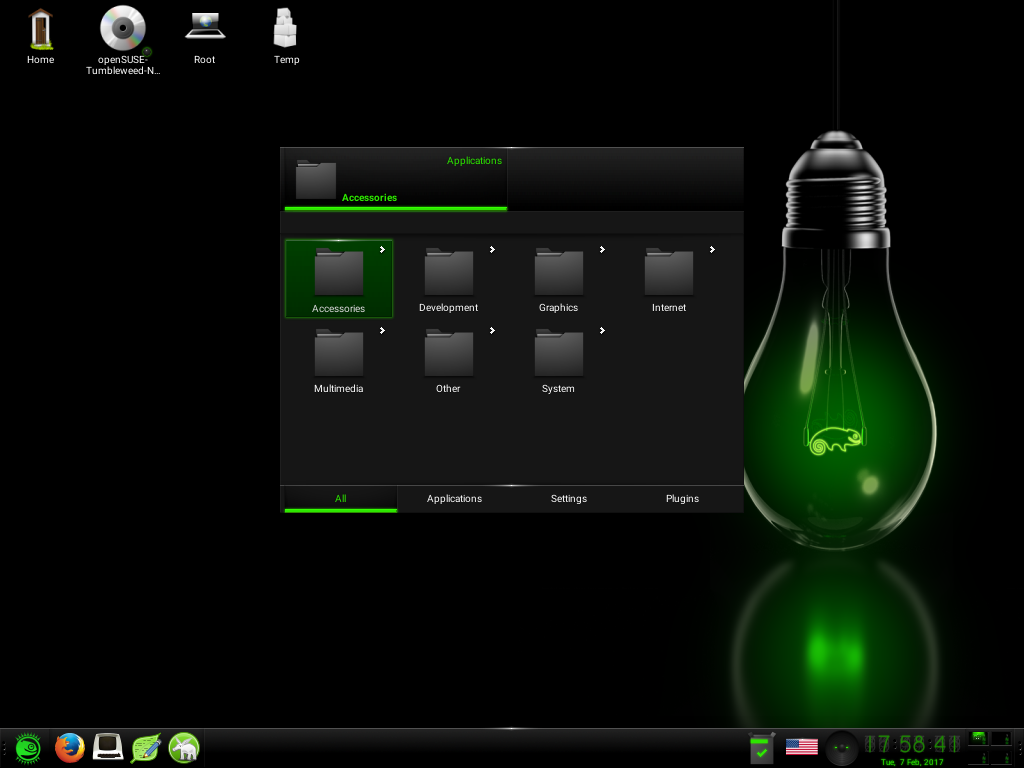 Home
openSUSE-
Tumbleweed-N...
Root
Temp
Applications
Accessories
Accessories
Development
Graphics
Internet
Multimedia
Other
System
All
Applications
Settings
Plugins
17:58:41
Tue, 7 Feb, 2017